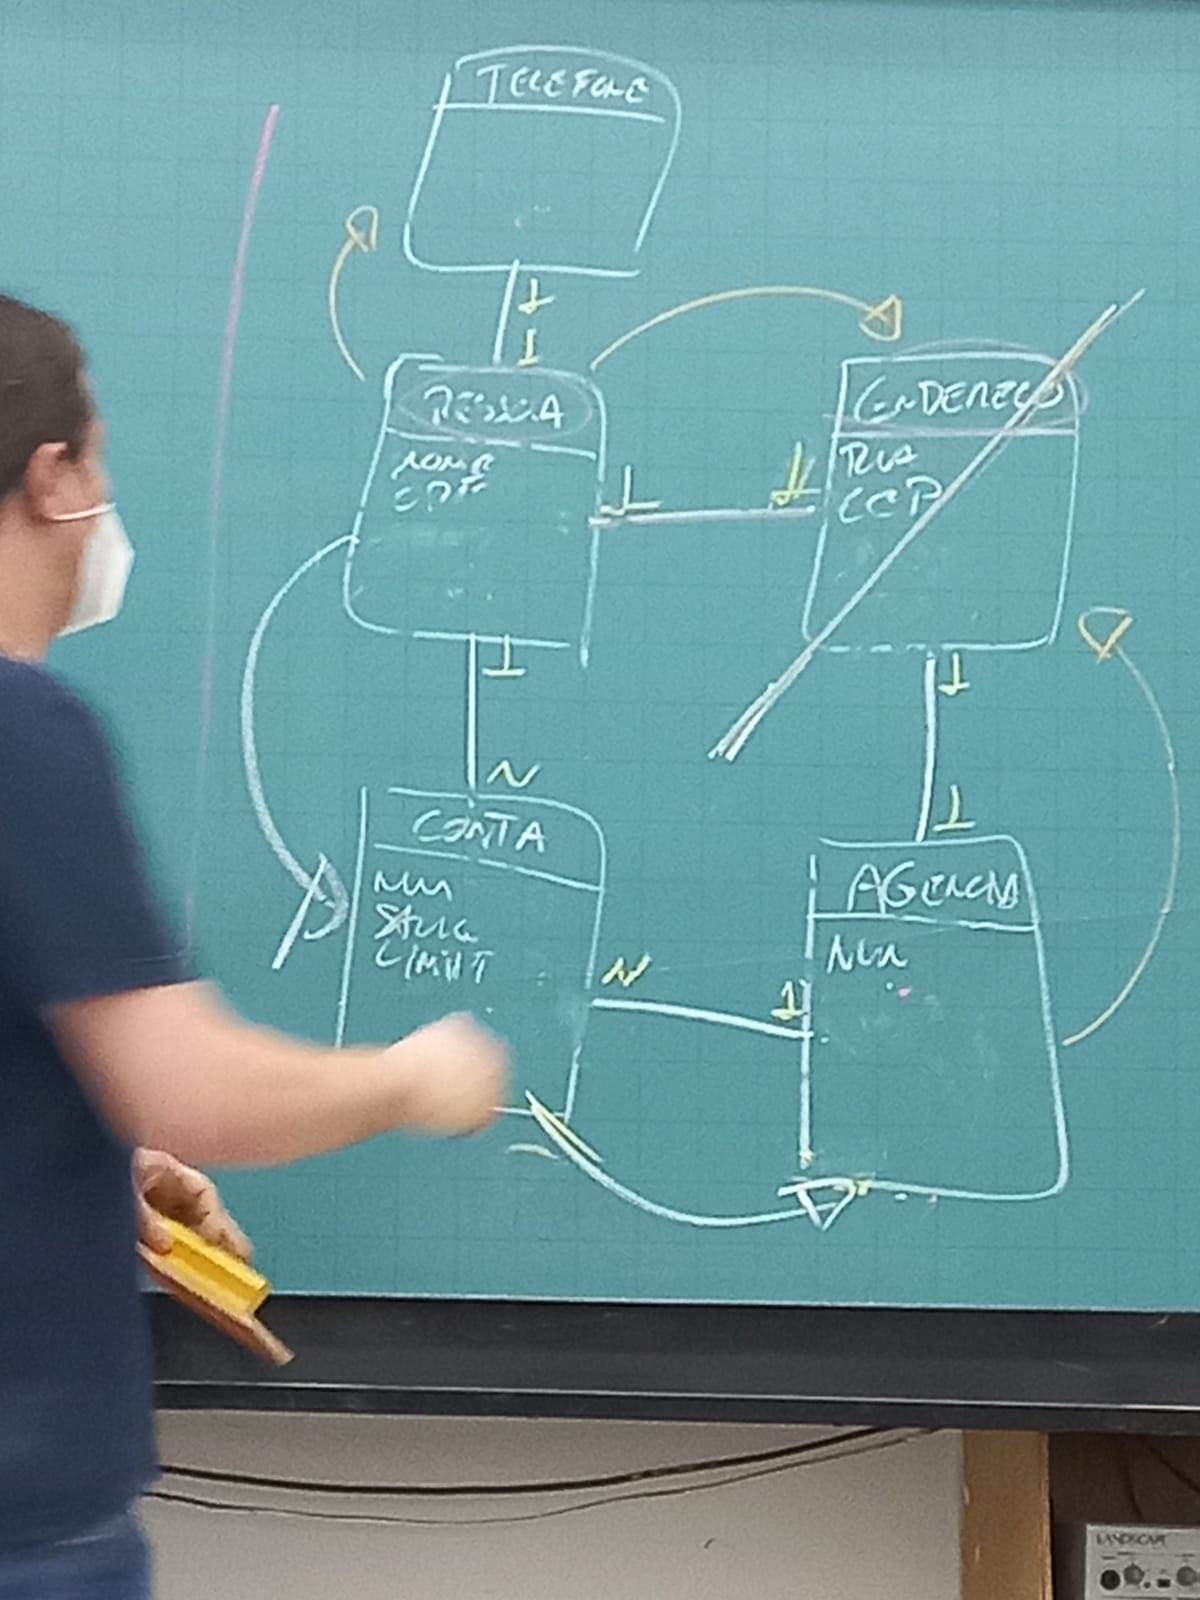 TELEFONE
1
1
PESSOA
NOME
CPF
1
1
ENDEREÇO
RUA
CEP
1
N
1
1
CONTA
NUM
SALDO
LIMIT
AGENCIA
NUM
N
1
LANDSCAPE